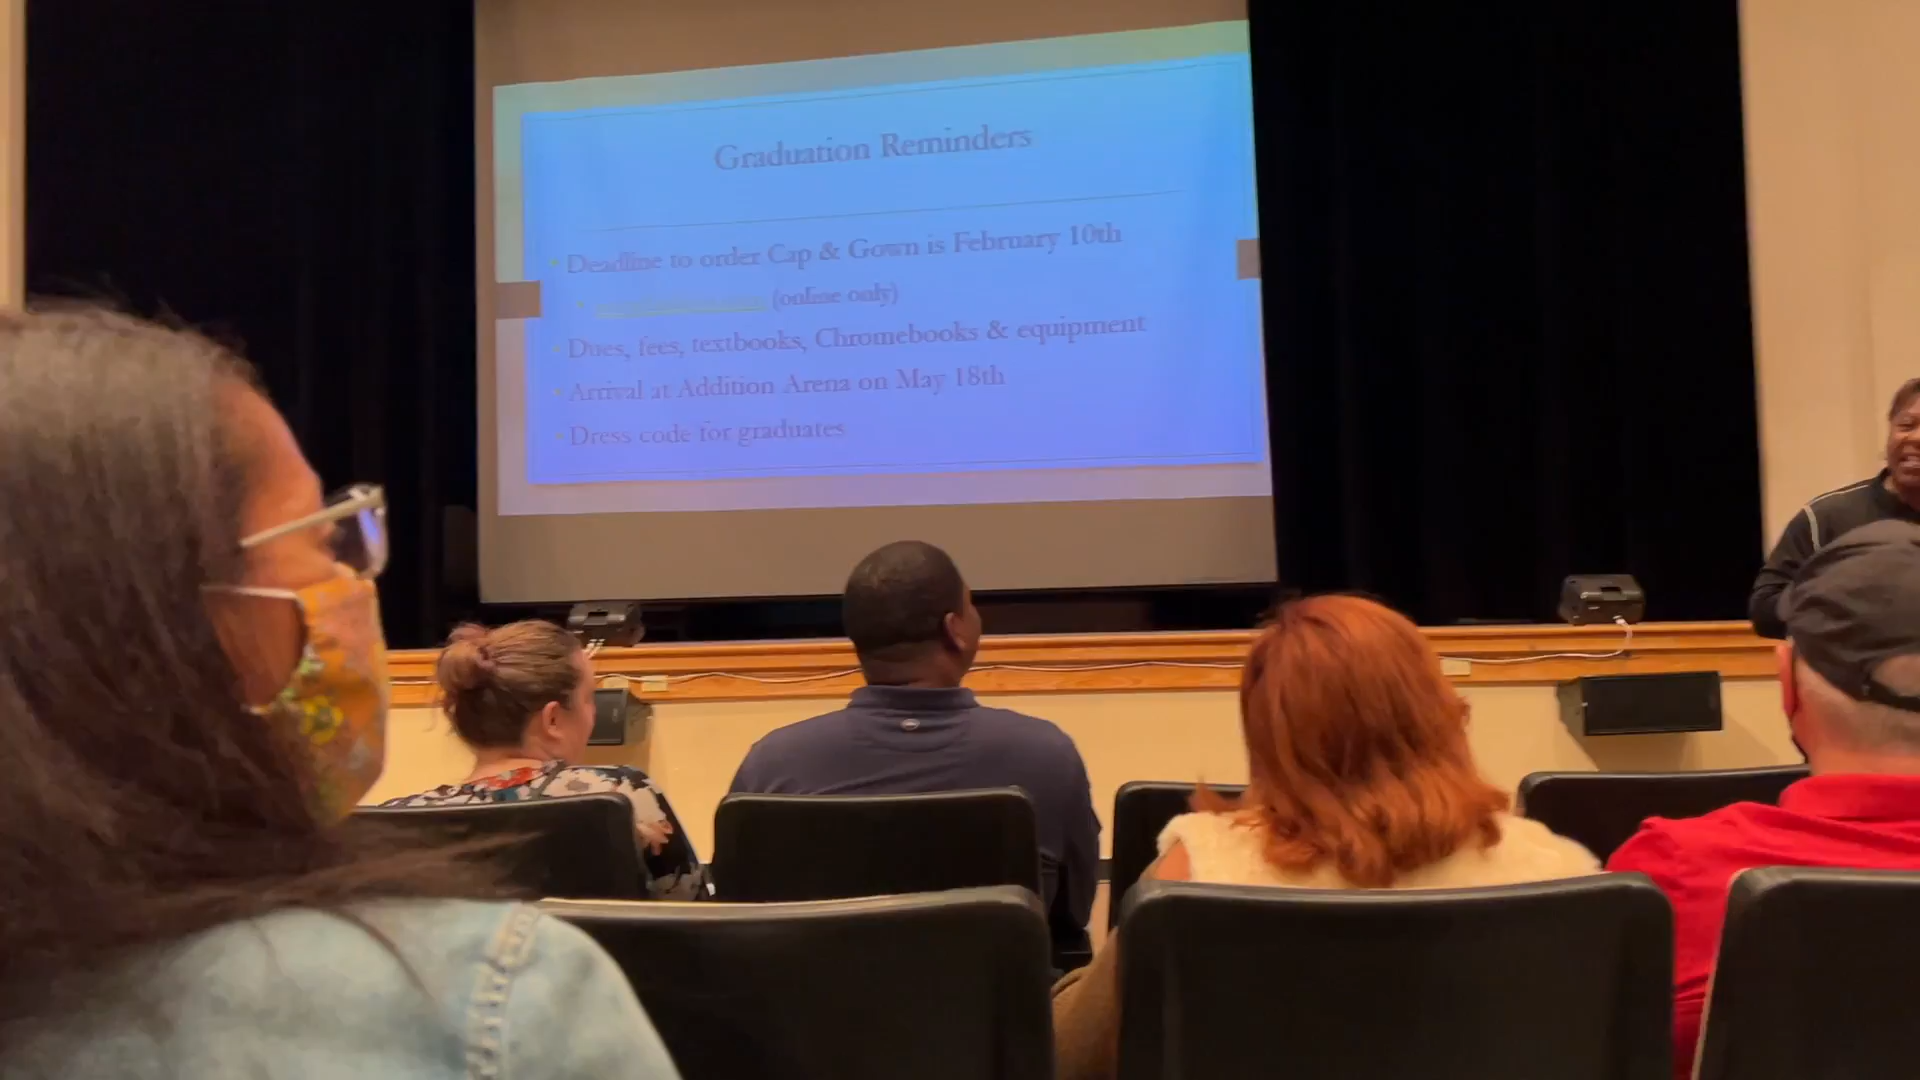 Graduation Reminders
Deadline to order Cap & Gown is February 10th
(online only)
Dues, fees, textbooks, Chromebooks & equipment
Arrival at Addition Arena on May 18th
Dress code for graduates